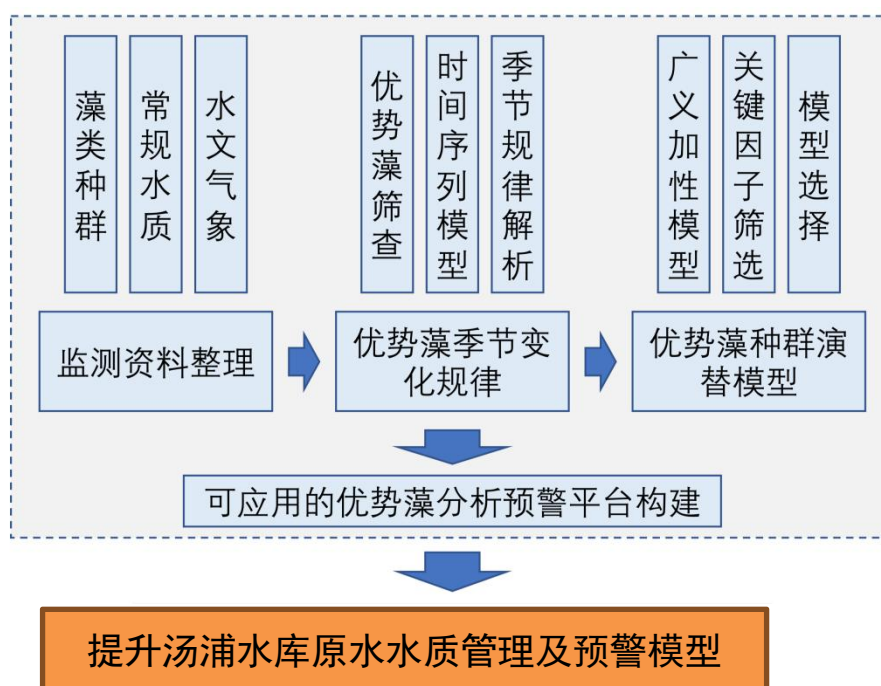 藻类种群
常规水质
水文气象
优势藻筛查
时间序列模型
季节规律解析
广义加性模型
关键因子筛选
模型选择
监测资料整理
优势藻季节变
化规律
优势藻种群演
替模型
可应用的优势藻分析预警平台构建
提升汤浦水库原水水质管理及预警模型